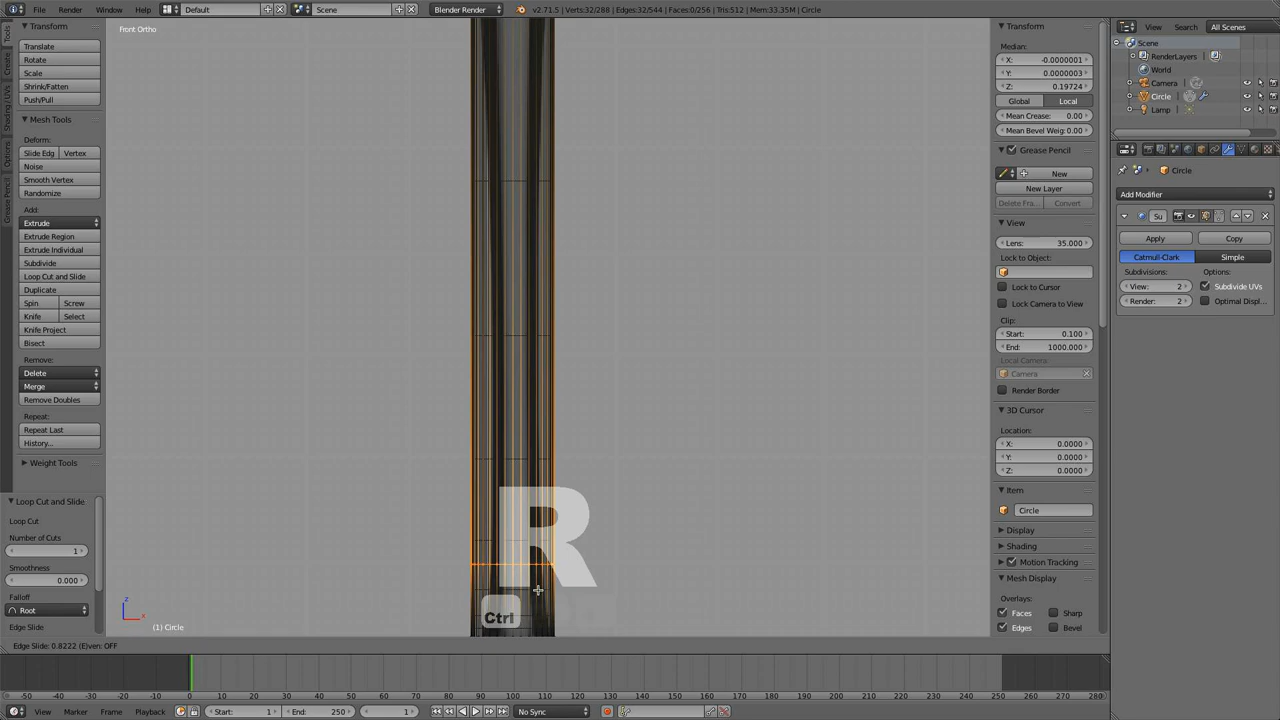 File Render Window Help Default Scene Blender Render v2.71.5 | Verts:32/288 | Edges:32/544 | Faces:0/256 | Tris:512 | Mem:33.35M | Circle
Tools
Create
Shading / UVs
Options
Grease Pencil
Transform
Translate
Rotate
Scale
Shrink/Fatten
Push/Pull
Mesh Tools
Deform:
Slide Edg Vertex
Noise
Smooth Vertex
Randomize
Add:
Extrude
Extrude Region
Extrude Individual
Subdivide
Loop Cut and Slide
Duplicate
Spin Screw
Knife Select
Knife Project
Bisect
Remove:
Delete
Merge
Remove Doubles
Repeat:
Repeat Last
History...
Weight Tools
Loop Cut and Slide
Loop Cut
Number of Cuts
1
Smoothness
0.000
Falloff
Root
Edge Slide
Front Ortho
R
Ctrl
z
x
(1) Circle
Edge Slide: 0.8222 (E)ven: OFF
Transform
Median:
X: -0.0000001
Y: 0.0000003
Z: 0.19724
Global Local
Mean Crease: 0.00
Mean Bevel Weig: 0.00
Grease Pencil
New
New Layer
Delete Fra... Convert
View
Lens: 35.000
Lock to Object:
Lock to Cursor
Lock Camera to View
Clip:
Start: 0.100
End: 1000.000
Local Camera:
Camera
Render Border
3D Cursor
Location:
X: 0.0000
Y: 0.0000
Z: 0.0000
Item
Circle
Display
Shading
Motion Tracking
Mesh Display
Overlays:
Faces Sharp
Edges Bevel
View Search All Scenes
Scene
RenderLayers
World
Camera
Circle
Lamp
Circle
Add Modifier
Su
Apply Copy
Catmull-Clark Simple
Subdivisions: Options:
View: 2 Subdivide UVs
Render: 2 Optimal Displ...
-50 -40 -30 -20 -10 0 10 20 30 40 50 60 70 80 90 100 110 120 130 140 150 160 170 180 190 200 210 220 230 240 250 260 270 280
View Marker Frame Playback Start: 1 End: 250 1 No Sync